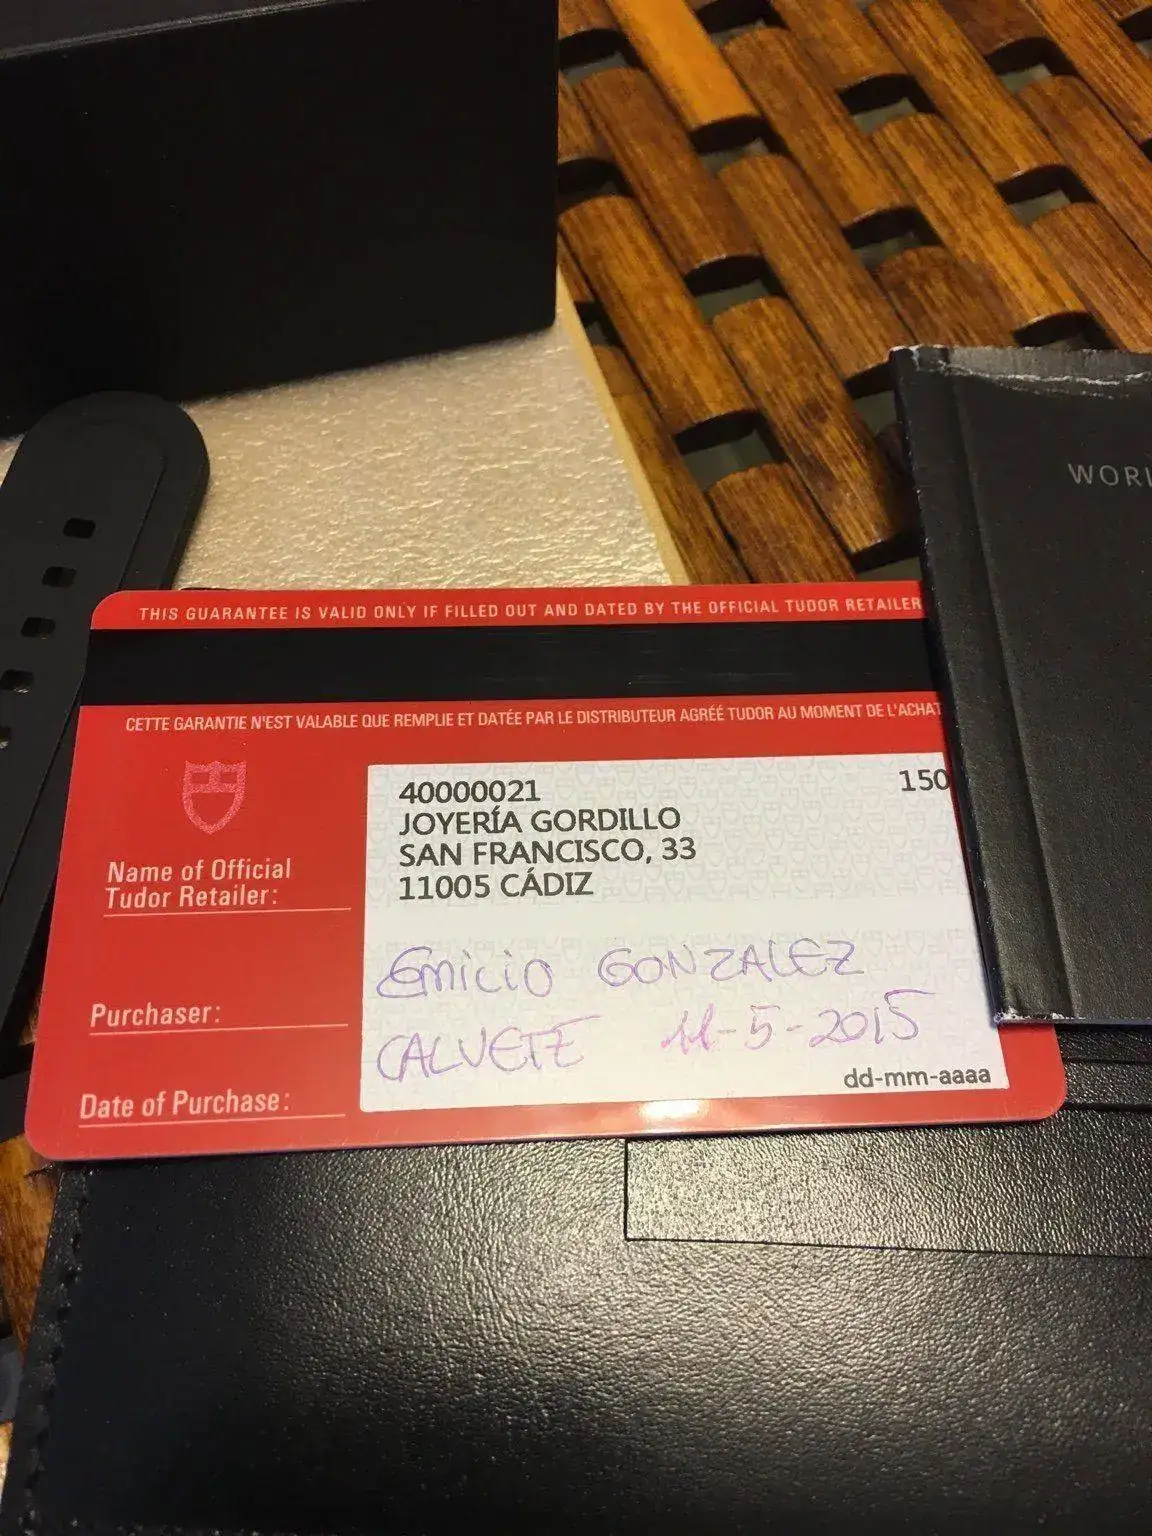 WORL
THIS GUARANTEE IS VALID ONLY IF FILLED OUT AND DATED BY THE OFFICIAL TUDOR RETAILER
CETTE GARANTIE N'EST VALABLE QUE REMPLIE ET DATÉE PAR LE DISTRIBUTEUR AGRÉÉ TUDOR AU MOMENT DE L'ACHAT
40000021 150
JOYERÍA GORDILLO
SAN FRANCISCO, 33
11005 CÁDIZ
Name of Official
Tudor Retailer:
Purchaser:
Emicio GONZALEZ
CALVETE 11-5-2015
dd-mm-aaaa
Date of Purchase: